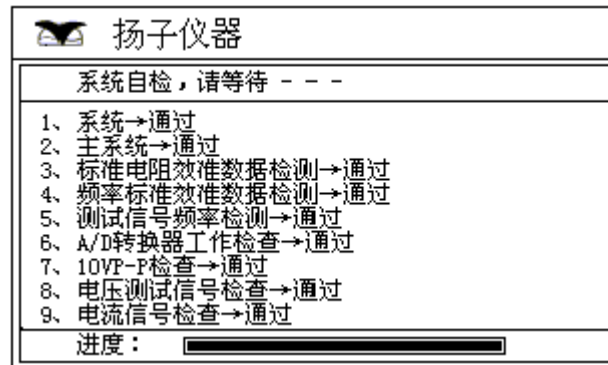 扬子仪器
系统自检，请等待 - - -
1、系统→通过
2、主系统→通过
3、标准电阻效准数据检测→通过
4、频率标准效准数据检测→通过
5、测试信号频率检测→通过
6、A/D转换器工作检查→通过
7、10VP-P检查→通过
8、电压测试信号检查→通过
9、电流信号检查→通过
进度：